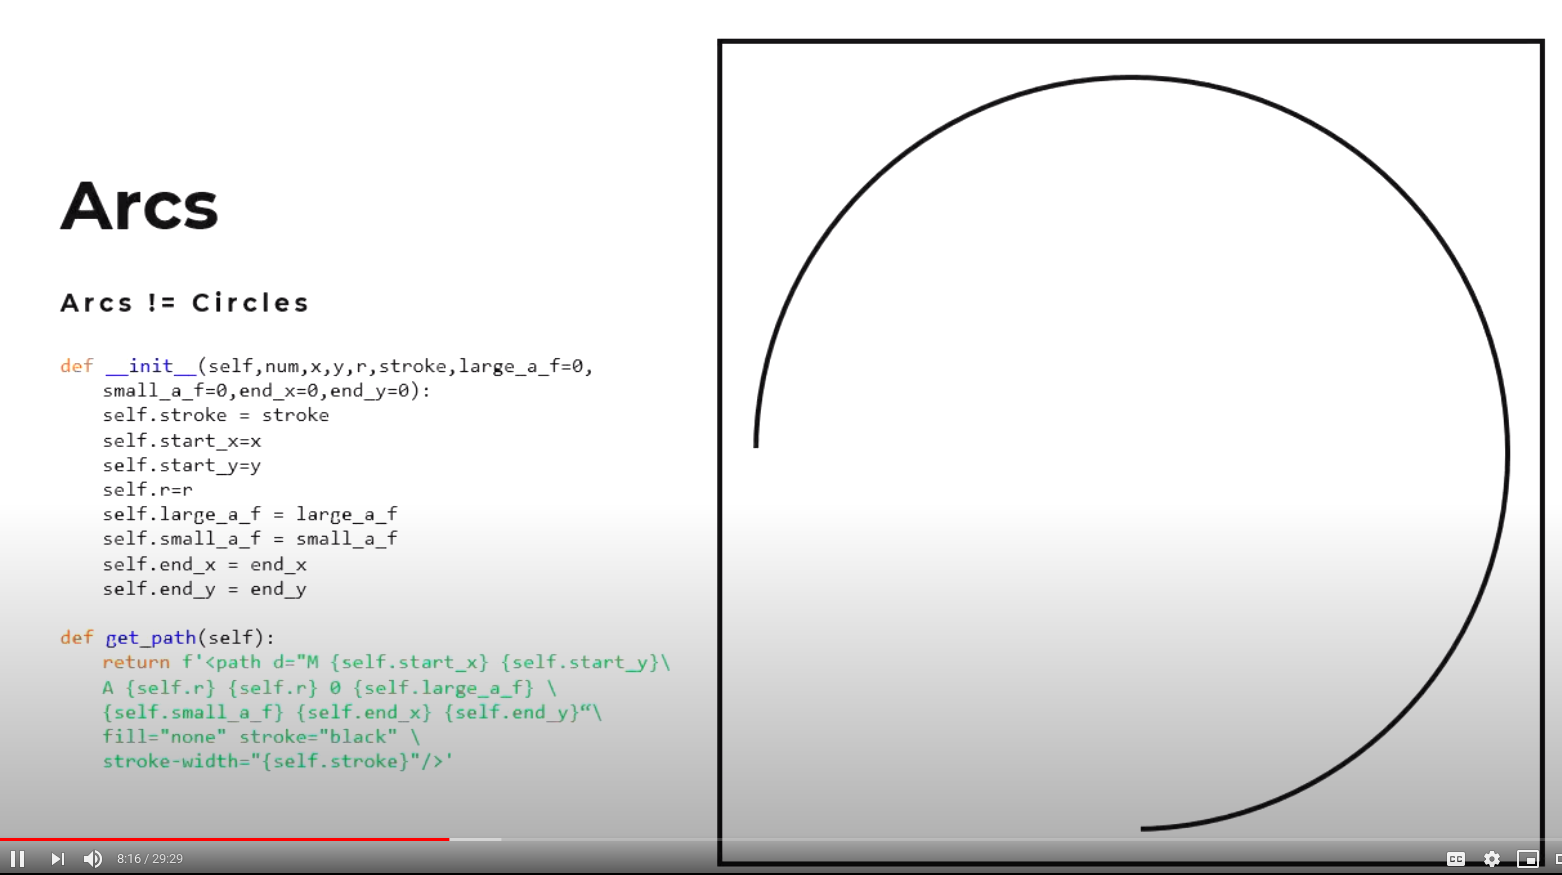 Arcs
Arcs != Circles
def __init__(self,num,x,y,r,stroke,large_a_f=0,
small_a_f=0,end_x=0,end_y=0):
self.stroke = stroke
self.start_x=x
self.start_y=y
self.r=r
self.large_a_f = large_a_f
self.small_a_f = small_a_f
self.end_x = end_x
self.end_y = end_y
def get_path(self):
return f'<path d="M {self.start_x} {self.start_y}\
A {self.r} {self.r} 0 {self.large_a_f} \
{self.small_a_f} {self.end_x} {self.end_y}“\
fill="none" stroke="black" \
stroke-width="{self.stroke}"/>'
8:16 / 29:29
CC